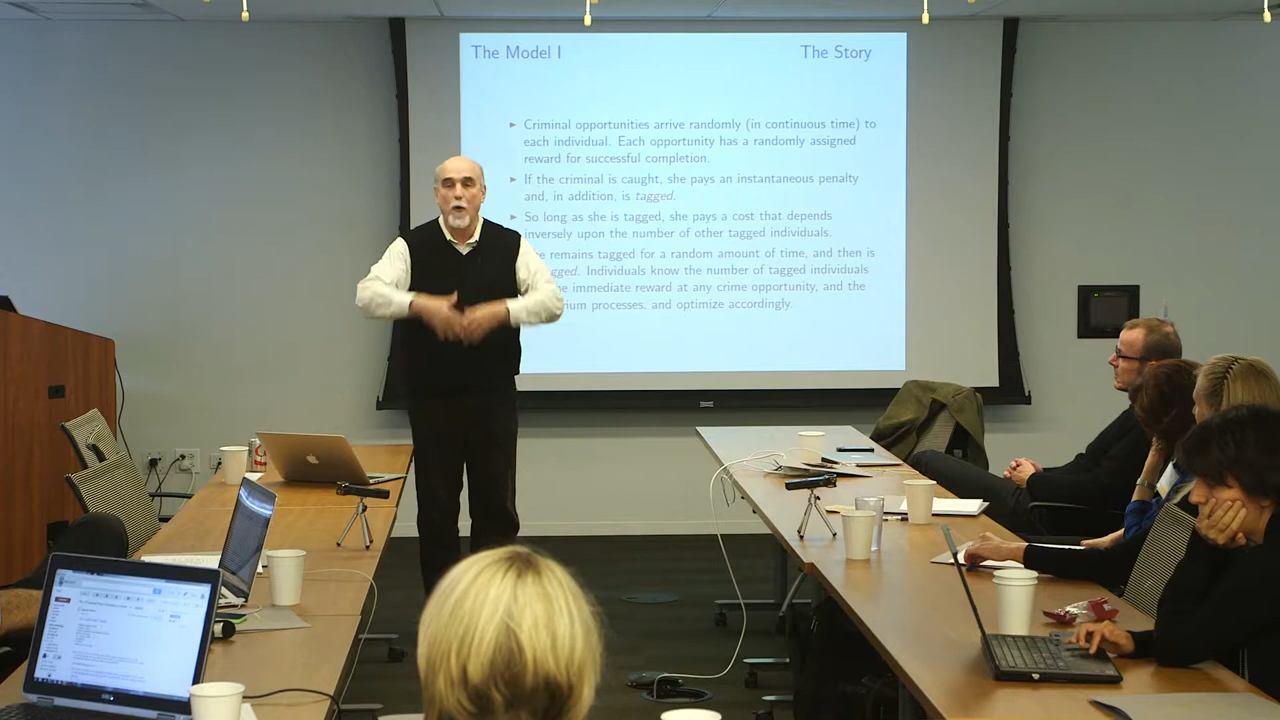 The Model I
The Story
Criminal opportunities arrive randomly (in continuous time) to
each individual. Each opportunity has a randomly assigned
reward for successful completion.
If the criminal is caught, she pays an instantaneous penalty
and, in addition, is tagged.
So long as she is tagged, she pays a cost that depends
inversely upon the number of other tagged individuals.
remains tagged for a random amount of time, and then is
Individuals know the number of tagged individuals
immediate reward at any crime opportunity, and the
processes, and optimize accordingly.